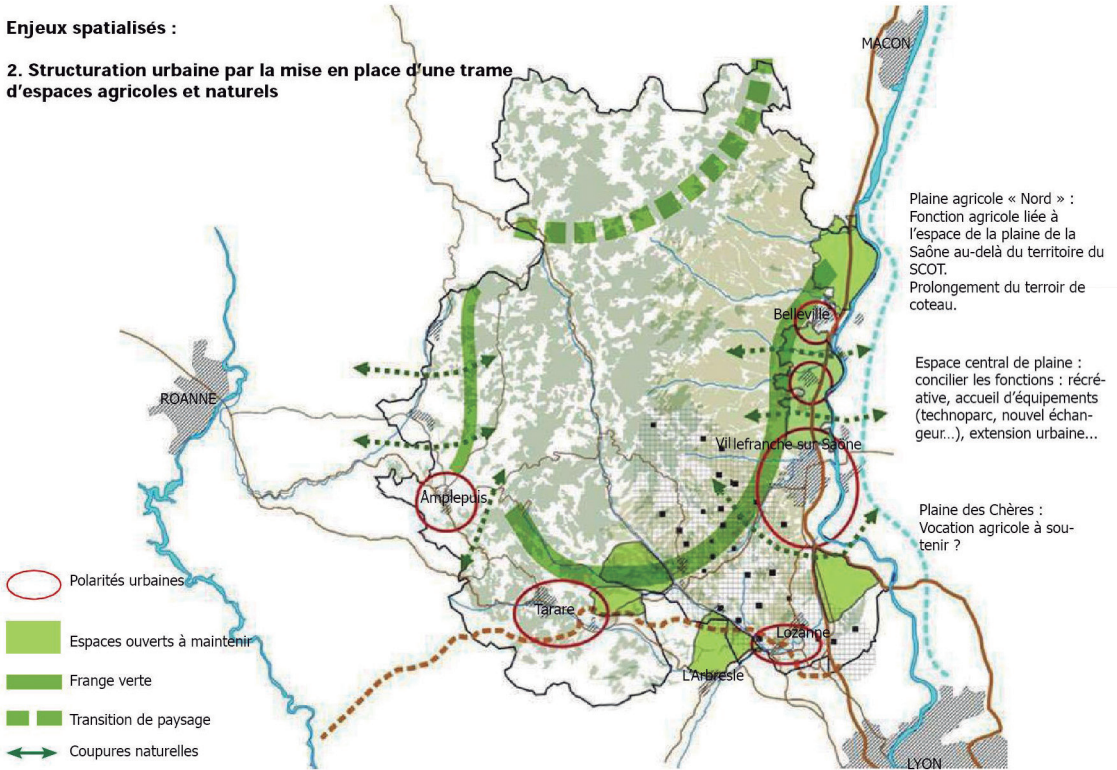 Enjeux spatialisés :
2. Structuration urbaine par la mise en place d'une trame
d'espaces agricoles et naturels
MACON
Plaine agricole « Nord » :
Fonction agricole liée à
l'espace de la plaine de la
Saône au-delà du territoire du
SCOT.
Prolongement du terroir de
coteau.
Belleville
Espace central de plaine :
concilier les fonctions : récré-
ative, accueil d'équipements
(technoparc, nouvel échan-
geur...), extension urbaine...
ROANNE
Villefranche sur Saône
Amplepuis
Plaine des Chères :
Vocation agricole à sou-
tenir ?
Tarare
Lozanne
L'Arbresle
LYON
Polarités urbaines
Espaces ouverts à maintenir
Frange verte
Transition de paysage
Coupures naturelles